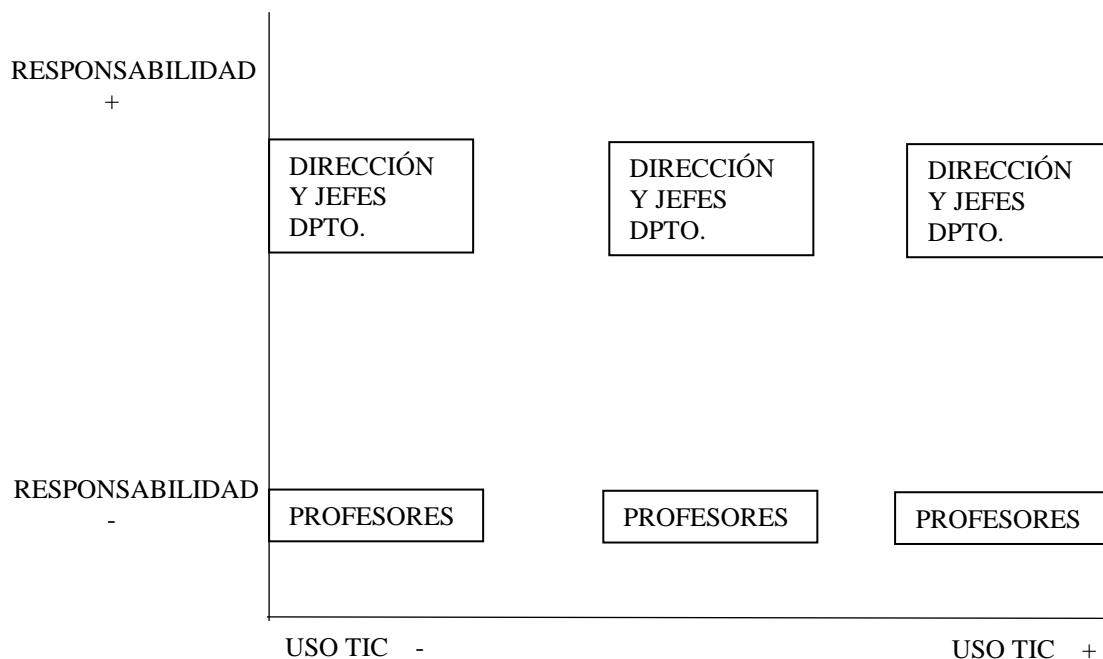 RESPONSABILIDAD
+
DIRECCIÓN
Y JEFES
DPTO.
DIRECCIÓN
Y JEFES
DPTO.
DIRECCIÓN
Y JEFES
DPTO.
RESPONSABILIDAD
-
PROFESORES
PROFESORES
PROFESORES
USO TIC -
USO TIC +